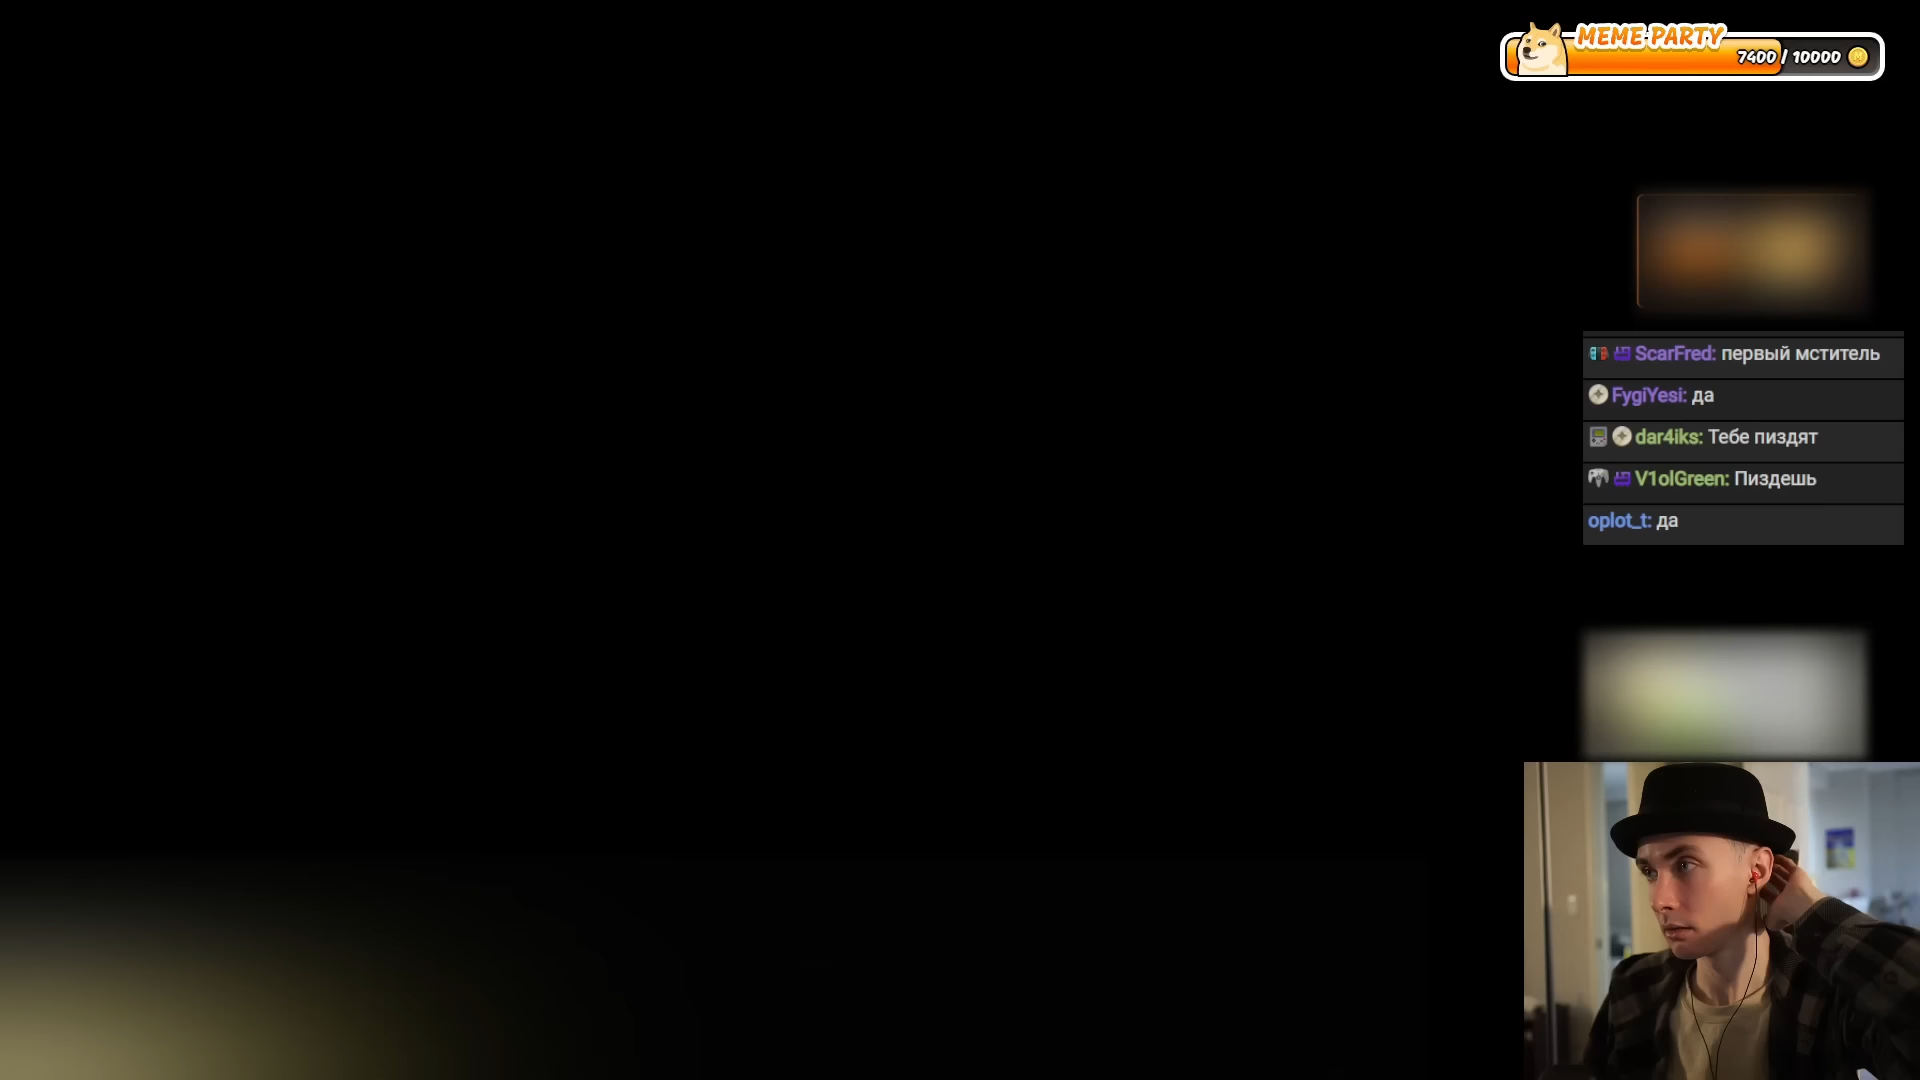 MEME PARTY
7400 / 10000
ScarFred: первый мститель
FygiYesi: да
dar4iks: Тебе пиздят
V1olGreen: Пиздешь
oplot_t: да